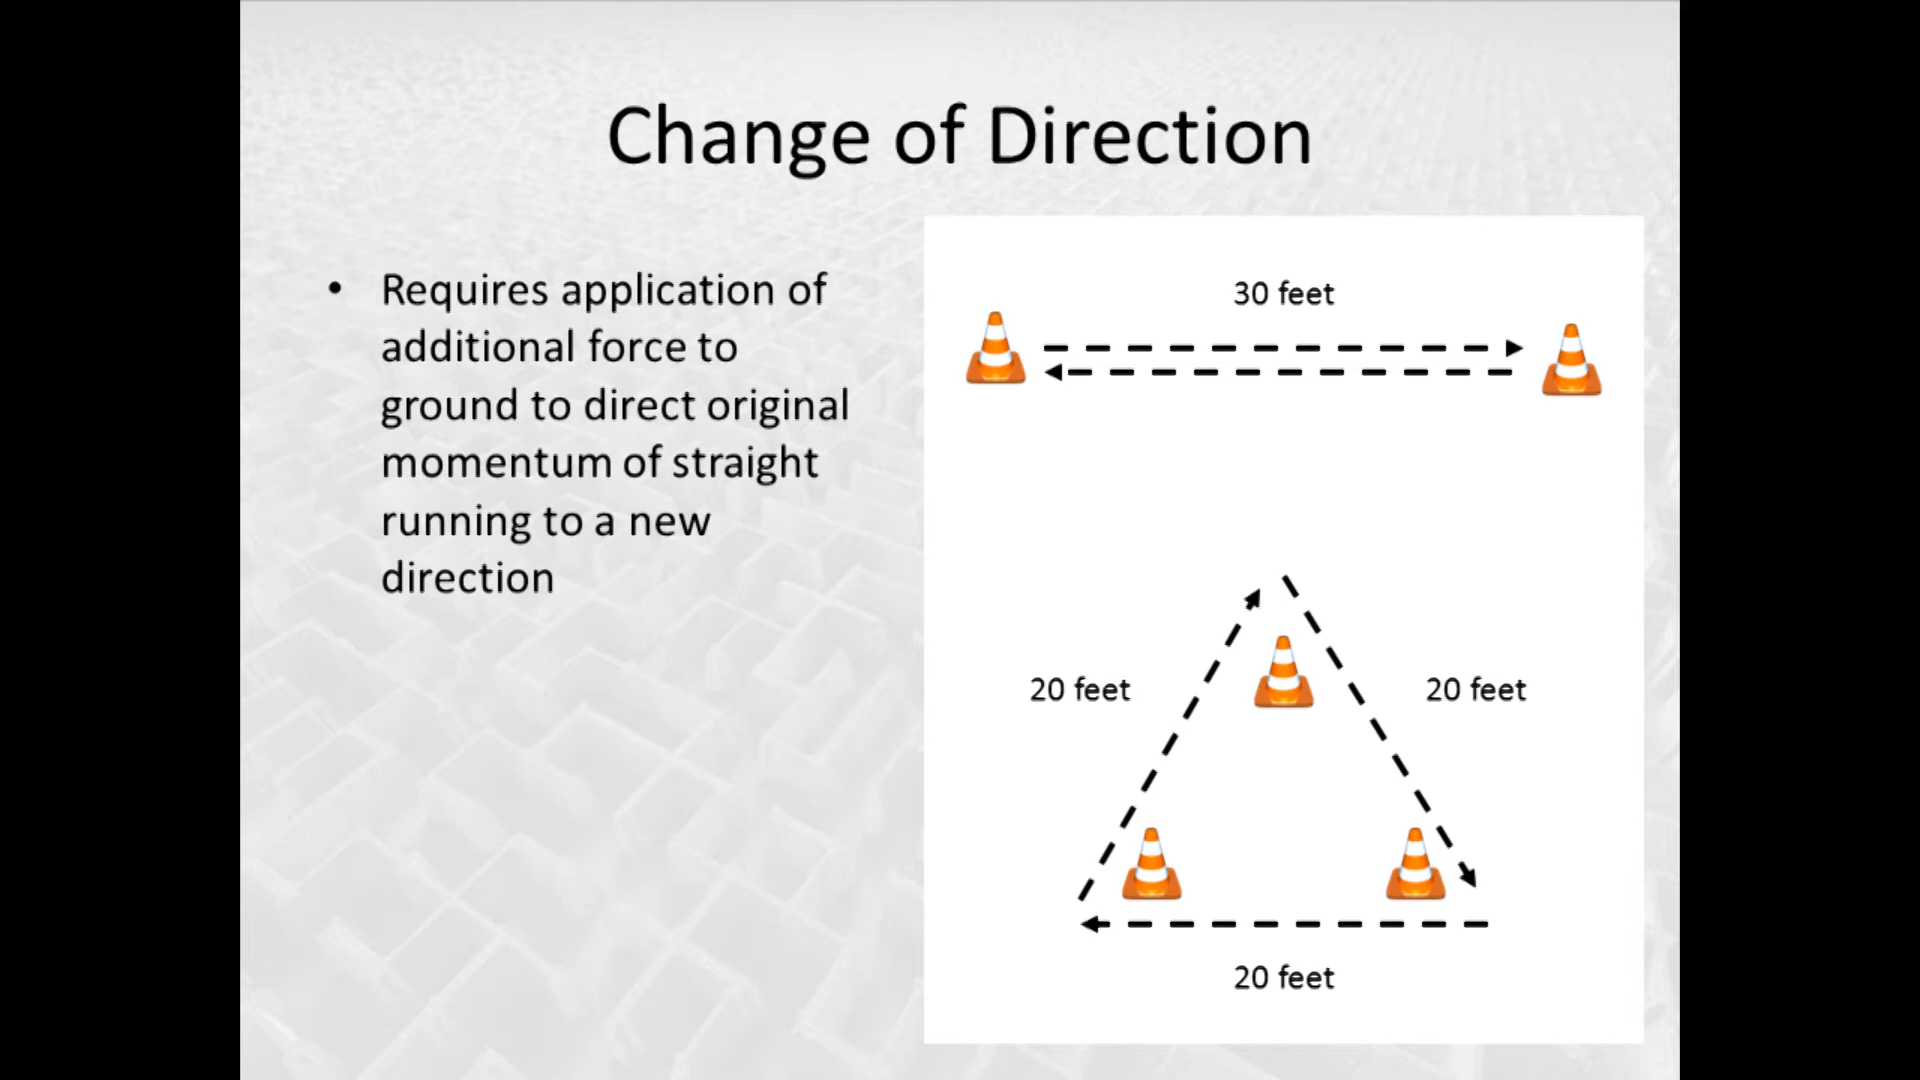 Change of Direction
• Requires application of
additional force to
ground to direct original
momentum of straight
running to a new
direction
30 feet
20 feet
20 feet
20 feet